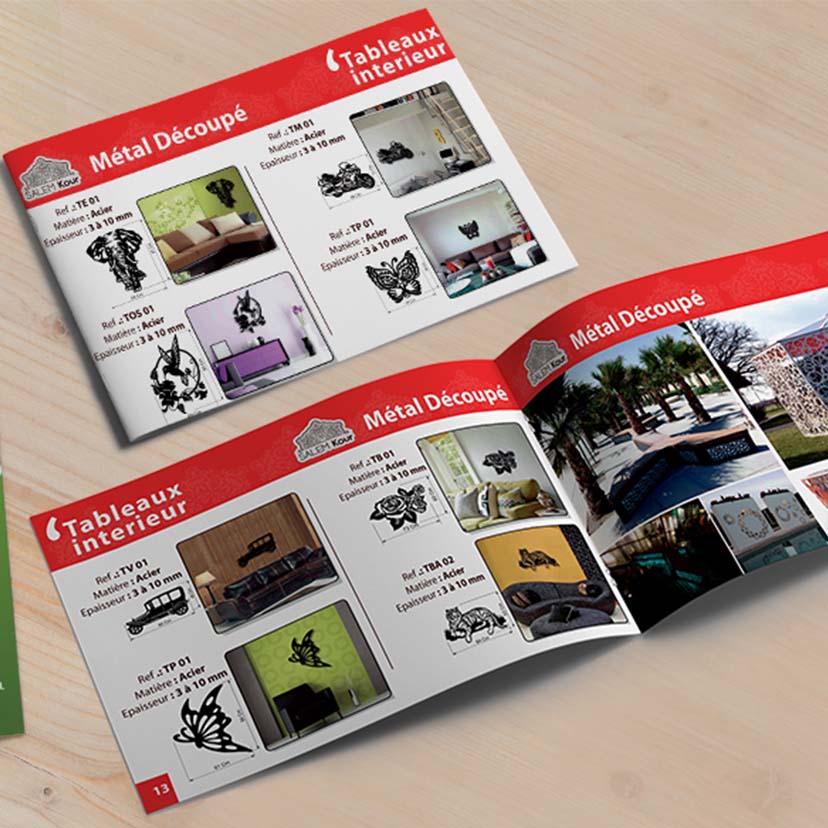 Tableaux
interieur
Métal Découpé
SALEM Kour
Ref .: TE 01
Matière : Acier
Epaisseur : 3 à 10 mm
Ref .: TM 01
Matière : Acier
Epaisseur : 3 à 10 mm
Ref .: TOS 01
Matière : Acier
Epaisseur : 3 à 10 mm
Ref .: TP 01
Matière : Acier
Epaisseur : 3 à 10 mm
Métal Découpé
SALEM Kour
Tableaux
interieur
Ref .: TV 01
Matière : Acier
Epaisseur : 3 à 10 mm
Ref .: TB 01
Matière : Acier
Epaisseur : 3 à 10 mm
Ref .: TP 01
Matière : Acier
Epaisseur : 3 à 10 mm
Ref .: TBA 02
Matière : Acier
Epaisseur : 3 à 10 mm
13
Métal Découpé
SALEM Kour